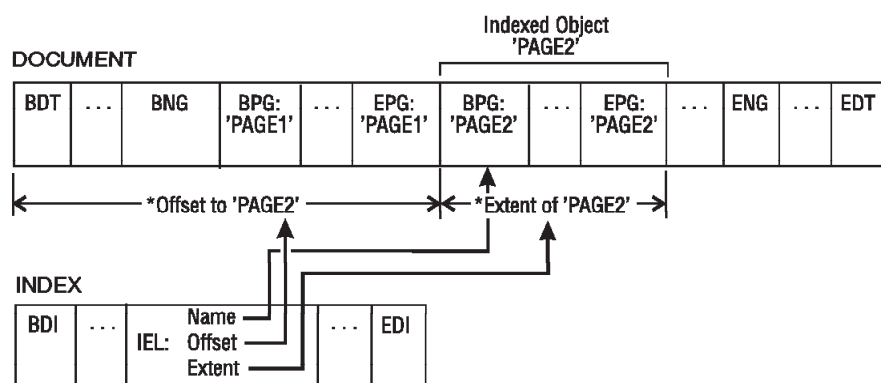 Indexed Object
'PAGE2'
DOCUMENT
BDT ... BNG BPG: ... EPG: BPG: ... EPG: ... ENG ... EDT
'PAGE1' 'PAGE1' 'PAGE2' 'PAGE2'
*Offset to 'PAGE2' *Extent of 'PAGE2'
INDEX
BDI ... Name ... EDI
IEL: Offset
Extent